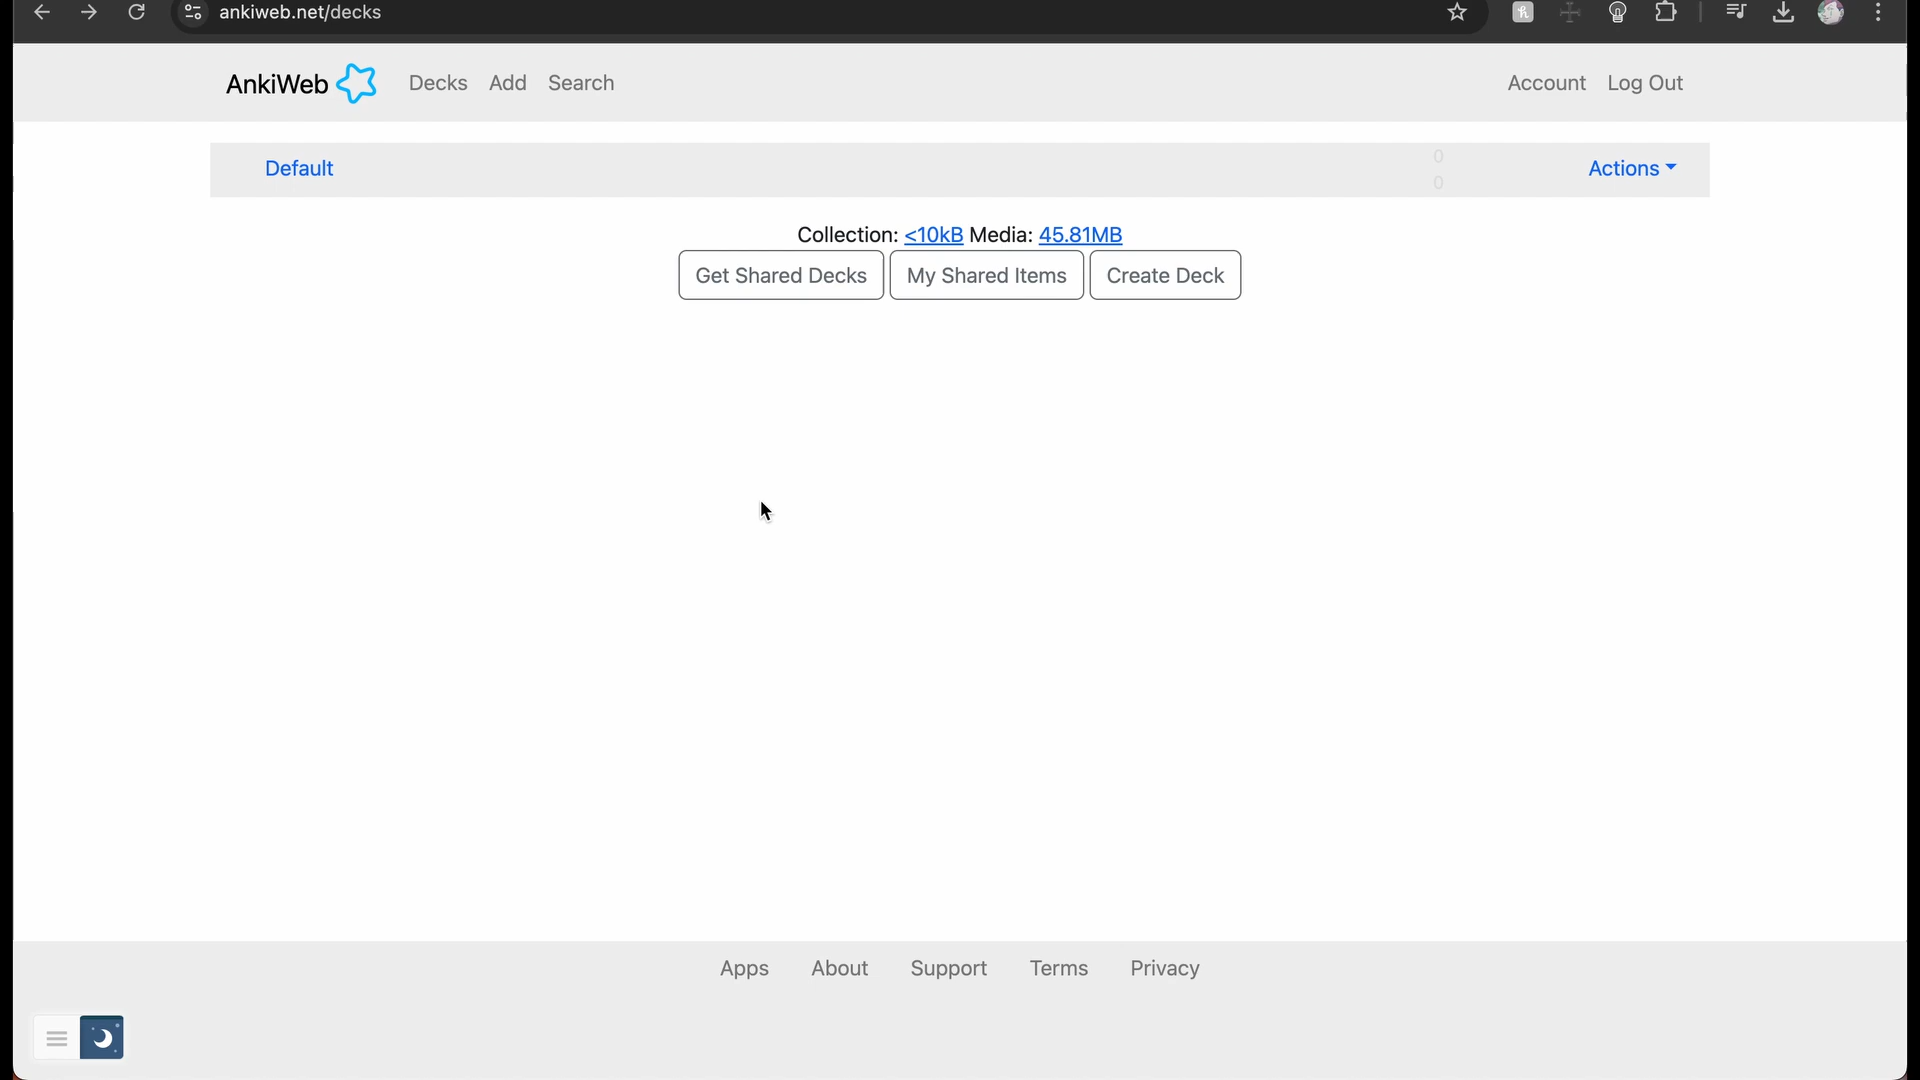 ankiweb.net/decks
AnkiWeb Decks Add Search Account Log Out
Default 0 Actions
0
Collection: <10kB Media: 45.81MB
Get Shared Decks My Shared Items Create Deck
Apps About Support Terms Privacy